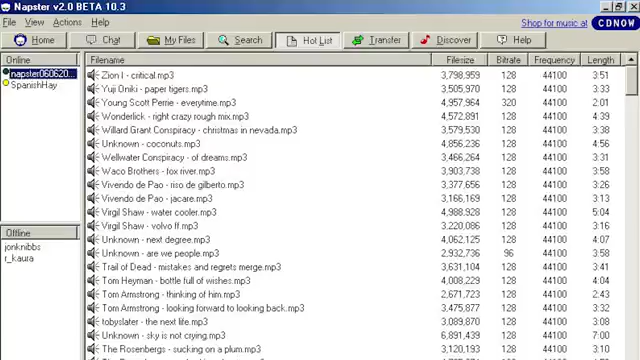 Napster v2.0 BETA 10.3
File View Actions Help
Shop for music at CDNOW
Home Chat My Files Search Hot List Transfer Discover Help
Online
napster060620...
SpanishHay
Offline
jonknibbs
r_kaura
Filename Filesize Bitrate Frequency Length
Zion I - critical.mp3 3,798,959 128 44100 3:51
Yuji Oniki - paper tigers.mp3 3,505,970 128 44100 3:33
Young Scott Perrie - everytime.mp3 4,957,964 320 44100 2:01
Wonderlick - right crazy rough mix.mp3 4,572,891 128 44100 4:39
Willard Grant Conspiracy - christmas in nevada.mp3 3,579,530 128 44100 3:38
Unknown - coconuts.mp3 4,856,236 128 44100 4:56
Wellwater Conspiracy - of dreams.mp3 3,466,264 128 44100 3:31
Waco Brothers - fox river.mp3 3,903,738 128 44100 3:58
Vivendo de Pao - riso de gilberto.mp3 3,377,656 128 44100 3:26
Vivendo de Pao - jacare.mp3 3,166,169 128 44100 3:13
Virgil Shaw - water cooler.mp3 4,988,928 128 44100 5:04
Virgil Shaw - volvo ff.mp3 3,220,086 128 44100 3:16
Unknown - next degree.mp3 4,062,125 128 44100 4:07
Unknown - are we people.mp3 2,932,736 96 44100 3:58
Trail of Dead - mistakes and regrets merge.mp3 3,631,104 128 44100 3:41
Tom Heyman - bottle full of wishes.mp3 4,008,229 128 44100 4:04
Tom Armstrong - thinking of him.mp3 2,671,723 128 44100 2:43
Tom Armstrong - looking forward to looking back.mp3 3,375,672 128 44100 3:26
tobyslater - the next life.mp3 3,089,870 128 44100 3:08
Unknown - sky is not crying.mp3 6,891,439 128 44100 7:00
The Rosenbergs - sucking on a plum.mp3 3,120,193 128 44100 3:10